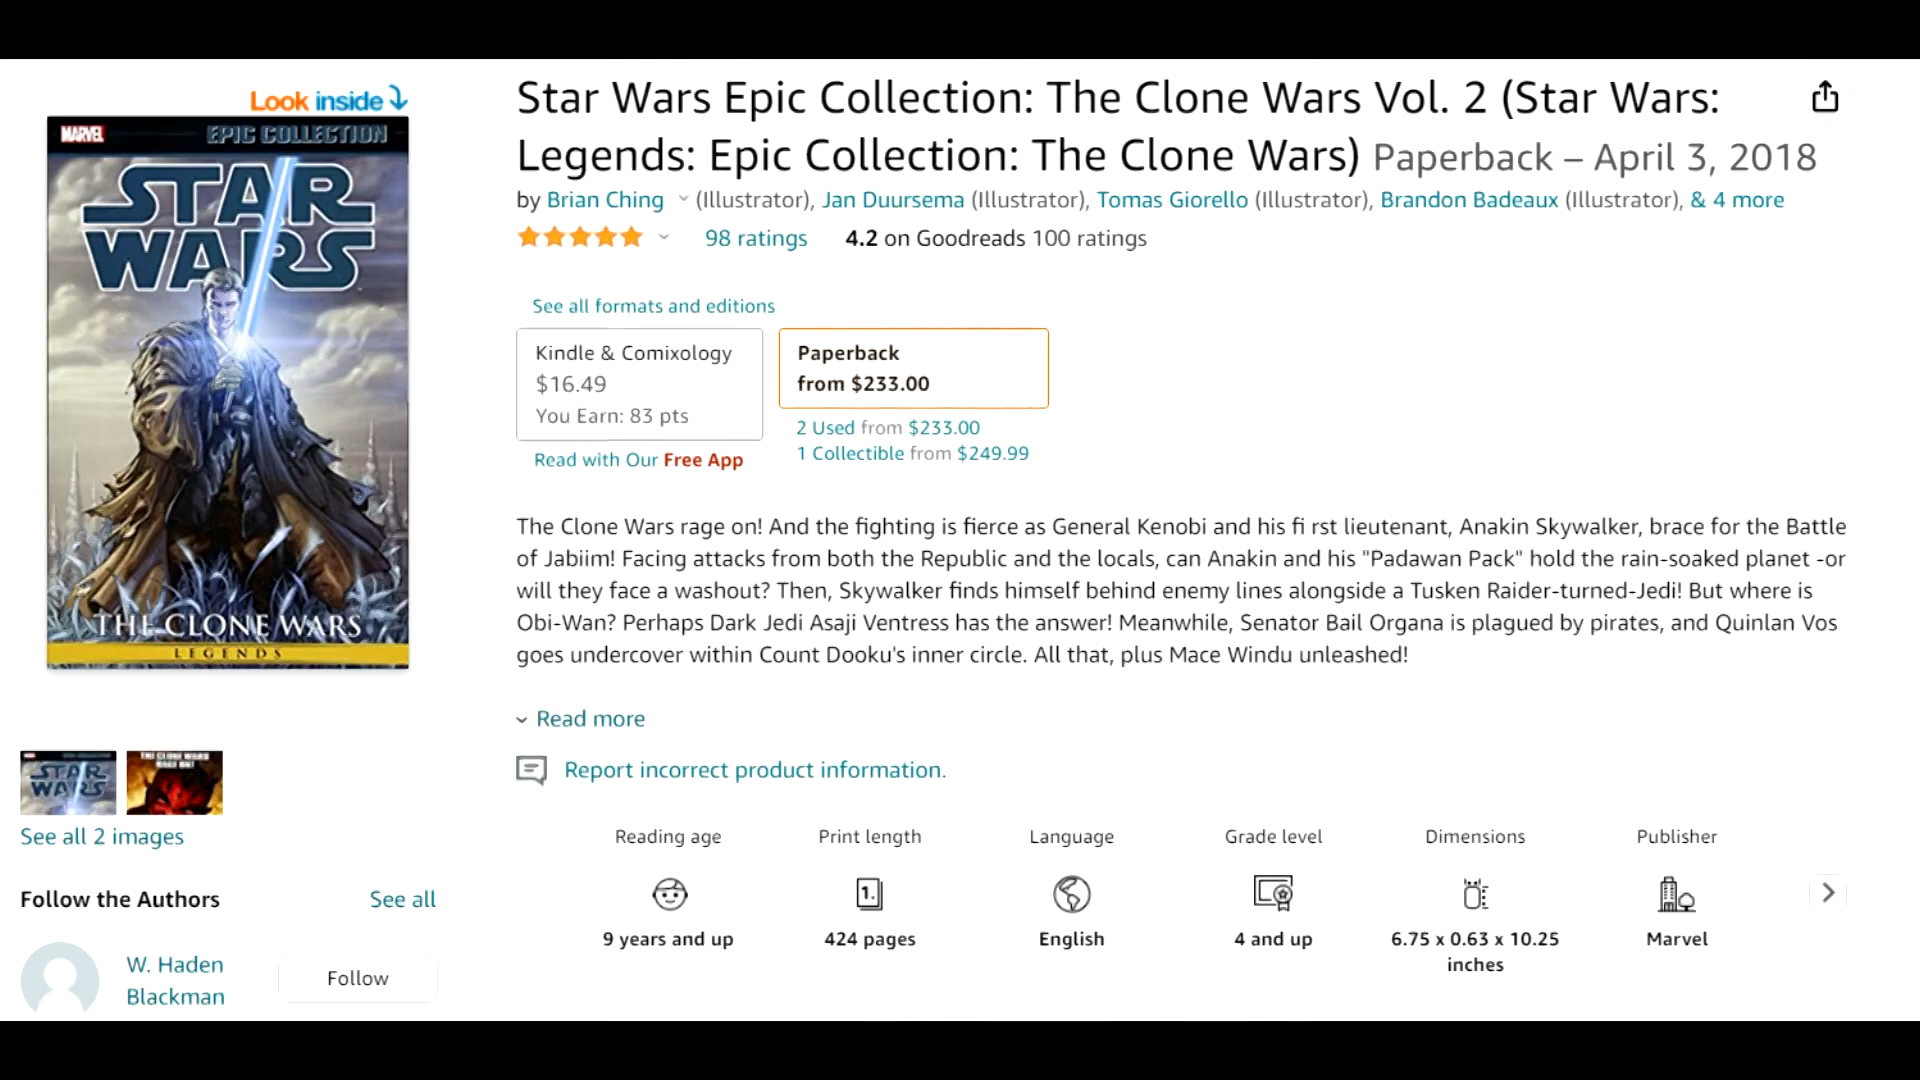 Look inside
MARVEL
EPIC COLLECTION
STAR
WARS
THE CLONE WARS
LEGENDS
STAR
WARS
THE CLONE WARS
RAGE ON!
See all 2 images
Follow the Authors
See all
W. Haden
Blackman
Follow
Star Wars Epic Collection: The Clone Wars Vol. 2 (Star Wars:
Legends: Epic Collection: The Clone Wars) Paperback – April 3, 2018
by Brian Ching (Illustrator), Jan Duursema (Illustrator), Tomas Giorello (Illustrator), Brandon Badeaux (Illustrator), & 4 more
98 ratings 4.2 on Goodreads 100 ratings
See all formats and editions
Kindle & Comixology
$16.49
You Earn: 83 pts
Read with Our Free App
Paperback
from $233.00
2 Used from $233.00
1 Collectible from $249.99
The Clone Wars rage on! And the fighting is fierce as General Kenobi and his fi rst lieutenant, Anakin Skywalker, brace for the Battle
of Jabiim! Facing attacks from both the Republic and the locals, can Anakin and his "Padawan Pack" hold the rain-soaked planet -or
will they face a washout? Then, Skywalker finds himself behind enemy lines alongside a Tusken Raider-turned-Jedi! But where is
Obi-Wan? Perhaps Dark Jedi Asaji Ventress has the answer! Meanwhile, Senator Bail Organa is plagued by pirates, and Quinlan Vos
goes undercover within Count Dooku's inner circle. All that, plus Mace Windu unleashed!
Read more
Report incorrect product information.
Reading age
9 years and up
Print length
1.
424 pages
Language
English
Grade level
4 and up
Dimensions
6.75 x 0.63 x 10.25
inches
Publisher
Marvel